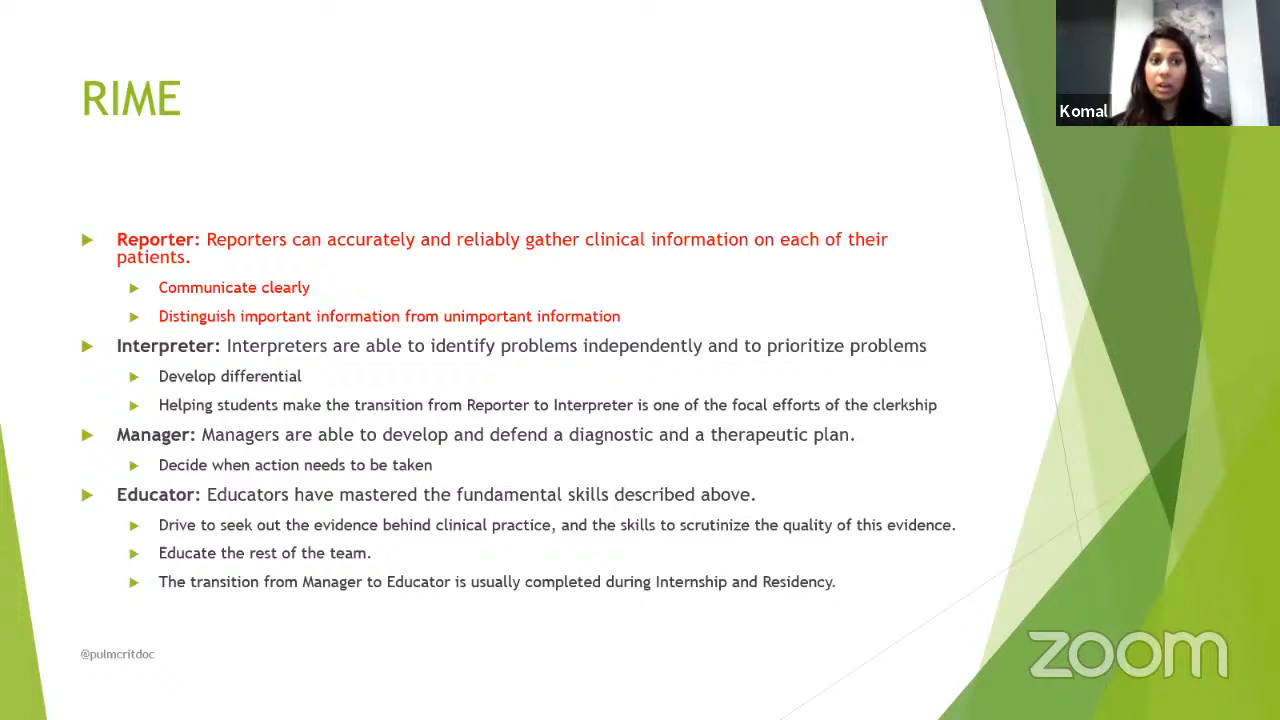 RIME
Komal
Reporter: Reporters can accurately and reliably gather clinical information on each of their
patients.
Communicate clearly
Distinguish important information from unimportant information
Interpreter: Interpreters are able to identify problems independently and to prioritize problems
Develop differential
Helping students make the transition from Reporter to Interpreter is one of the focal efforts of the clerkship
Manager: Managers are able to develop and defend a diagnostic and a therapeutic plan.
Decide when action needs to be taken
Educator: Educators have mastered the fundamental skills described above.
Drive to seek out the evidence behind clinical practice, and the skills to scrutinize the quality of this evidence.
Educate the rest of the team.
The transition from Manager to Educator is usually completed during Internship and Residency.
@pulmcritdoc
zoom